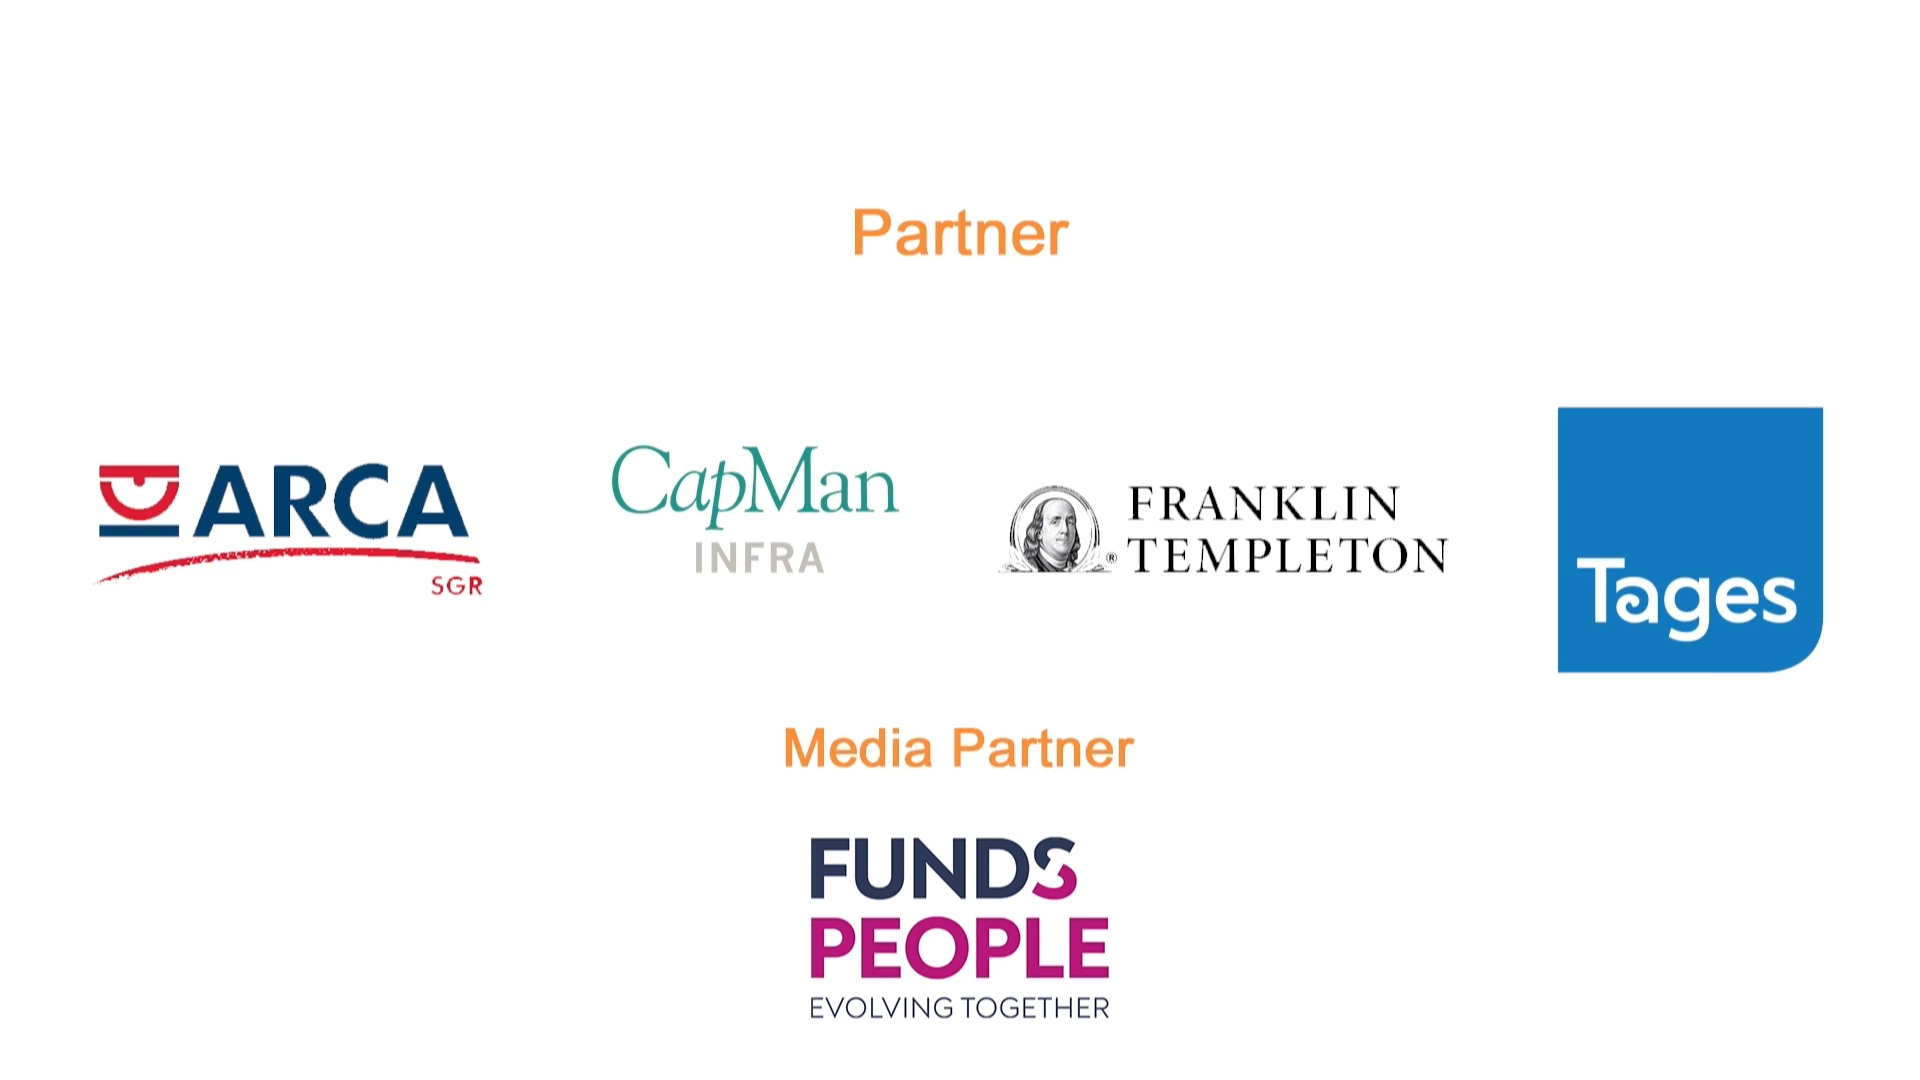 Partner
ARCA
SGR
CapMan
INFRA
FRANKLIN
TEMPLETON
®
Tages
Media Partner
FUNDS
PEOPLE
EVOLVING TOGETHER